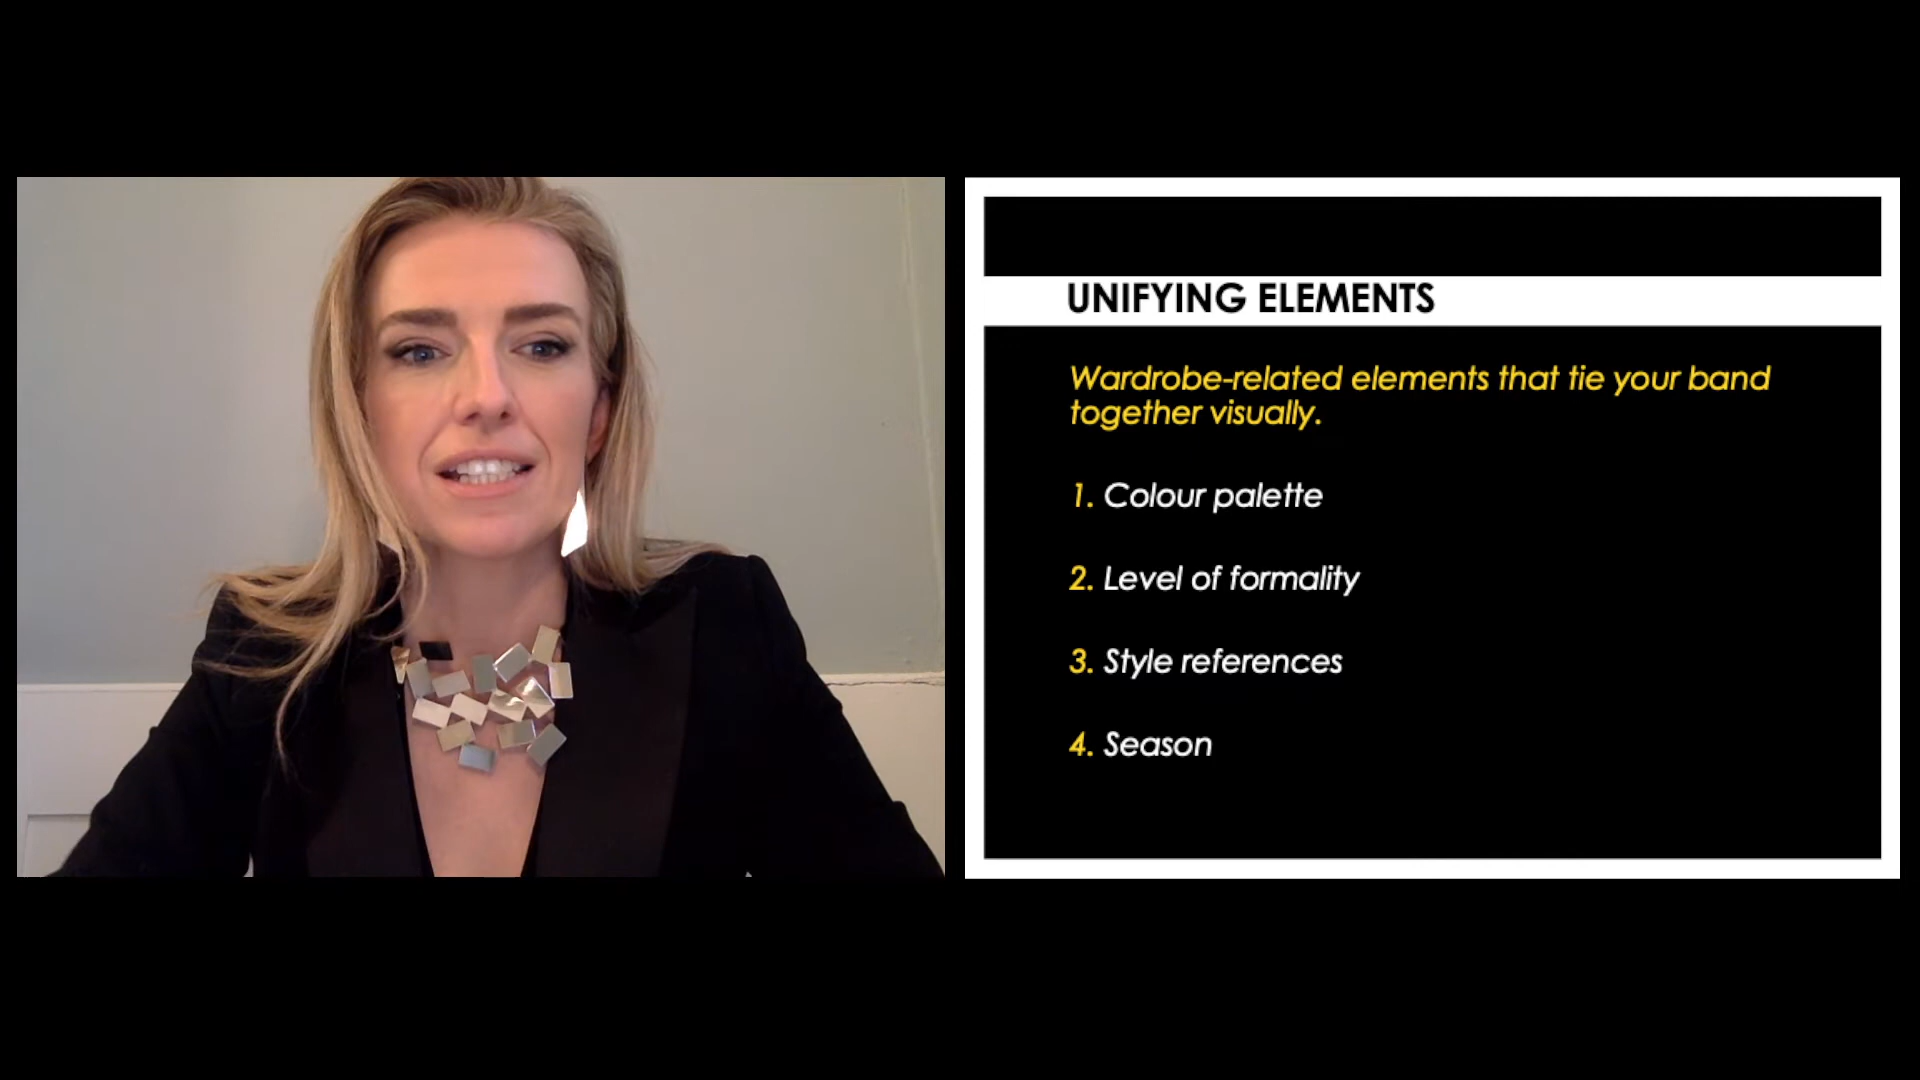 UNIFYING ELEMENTS
Wardrobe-related elements that tie your band
together visually.
1. Colour palette
2. Level of formality
3. Style references
4. Season